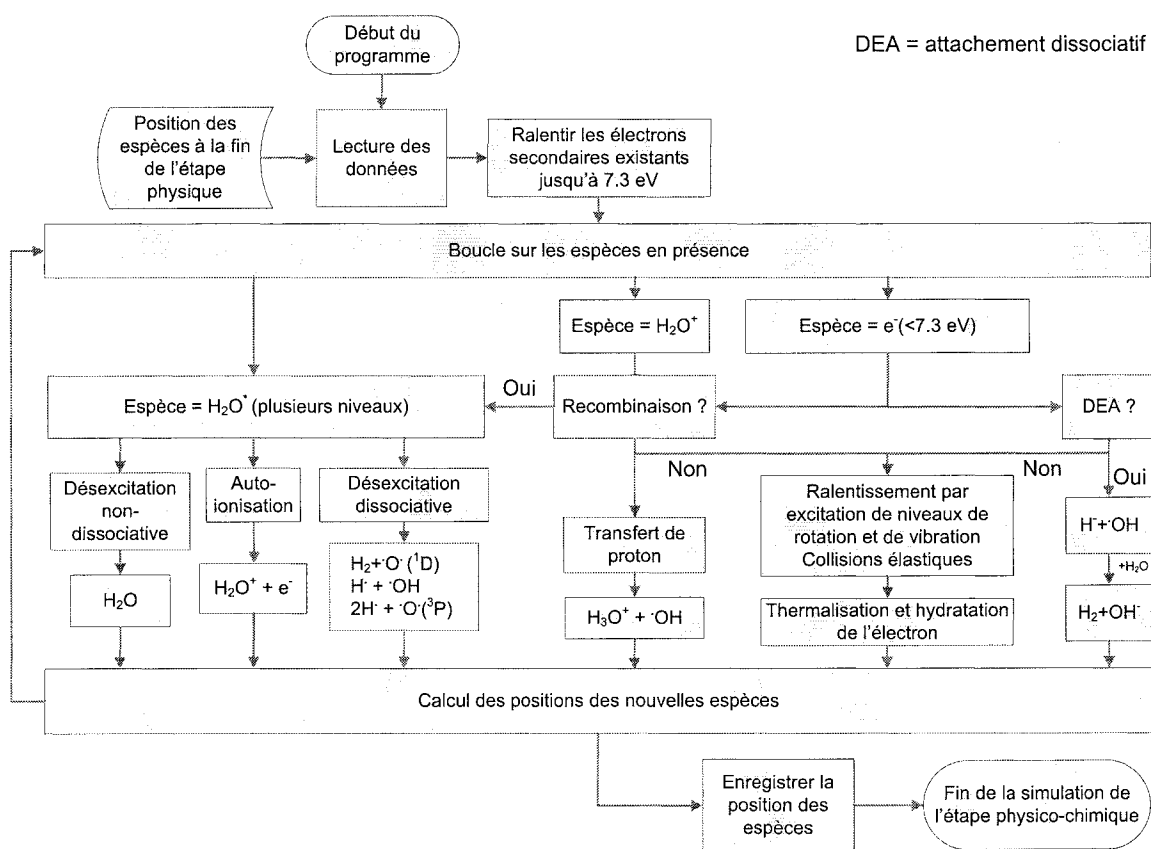 Début du
programme
DEA = attachement dissociatif
Position des
espèces à la fin
de l'étape
physique
Lecture des
données
Ralentir les électrons
secondaires existants
jusqu'à 7.3 eV
Boucle sur les espèces en présence
Espèce = H₂O⁺
Espèce = e⁻(<7.3 eV)
Espèce = H₂O* (plusieurs niveaux)
Oui
Recombinaison ?
DEA ?
Non
Non
Oui
Désexcitation
non-
dissociative
Auto-
ionisation
Désexcitation
dissociative
Transfert de
proton
Ralentissement par
excitation de niveaux de
rotation et de vibration
Collisions élastiques
H⁻+·OH
+H₂O
H₂O
H₂O⁺ + e⁻
H₂+·O·(¹D)
H· + ·OH
2H· + ·O·(³P)
H₃O⁺ + ·OH
Thermalisation et hydratation
de l'électron
H₂+OH⁻
Calcul des positions des nouvelles espèces
Enregistrer la
position des
espèces
Fin de la simulation de
l'étape physico-chimique